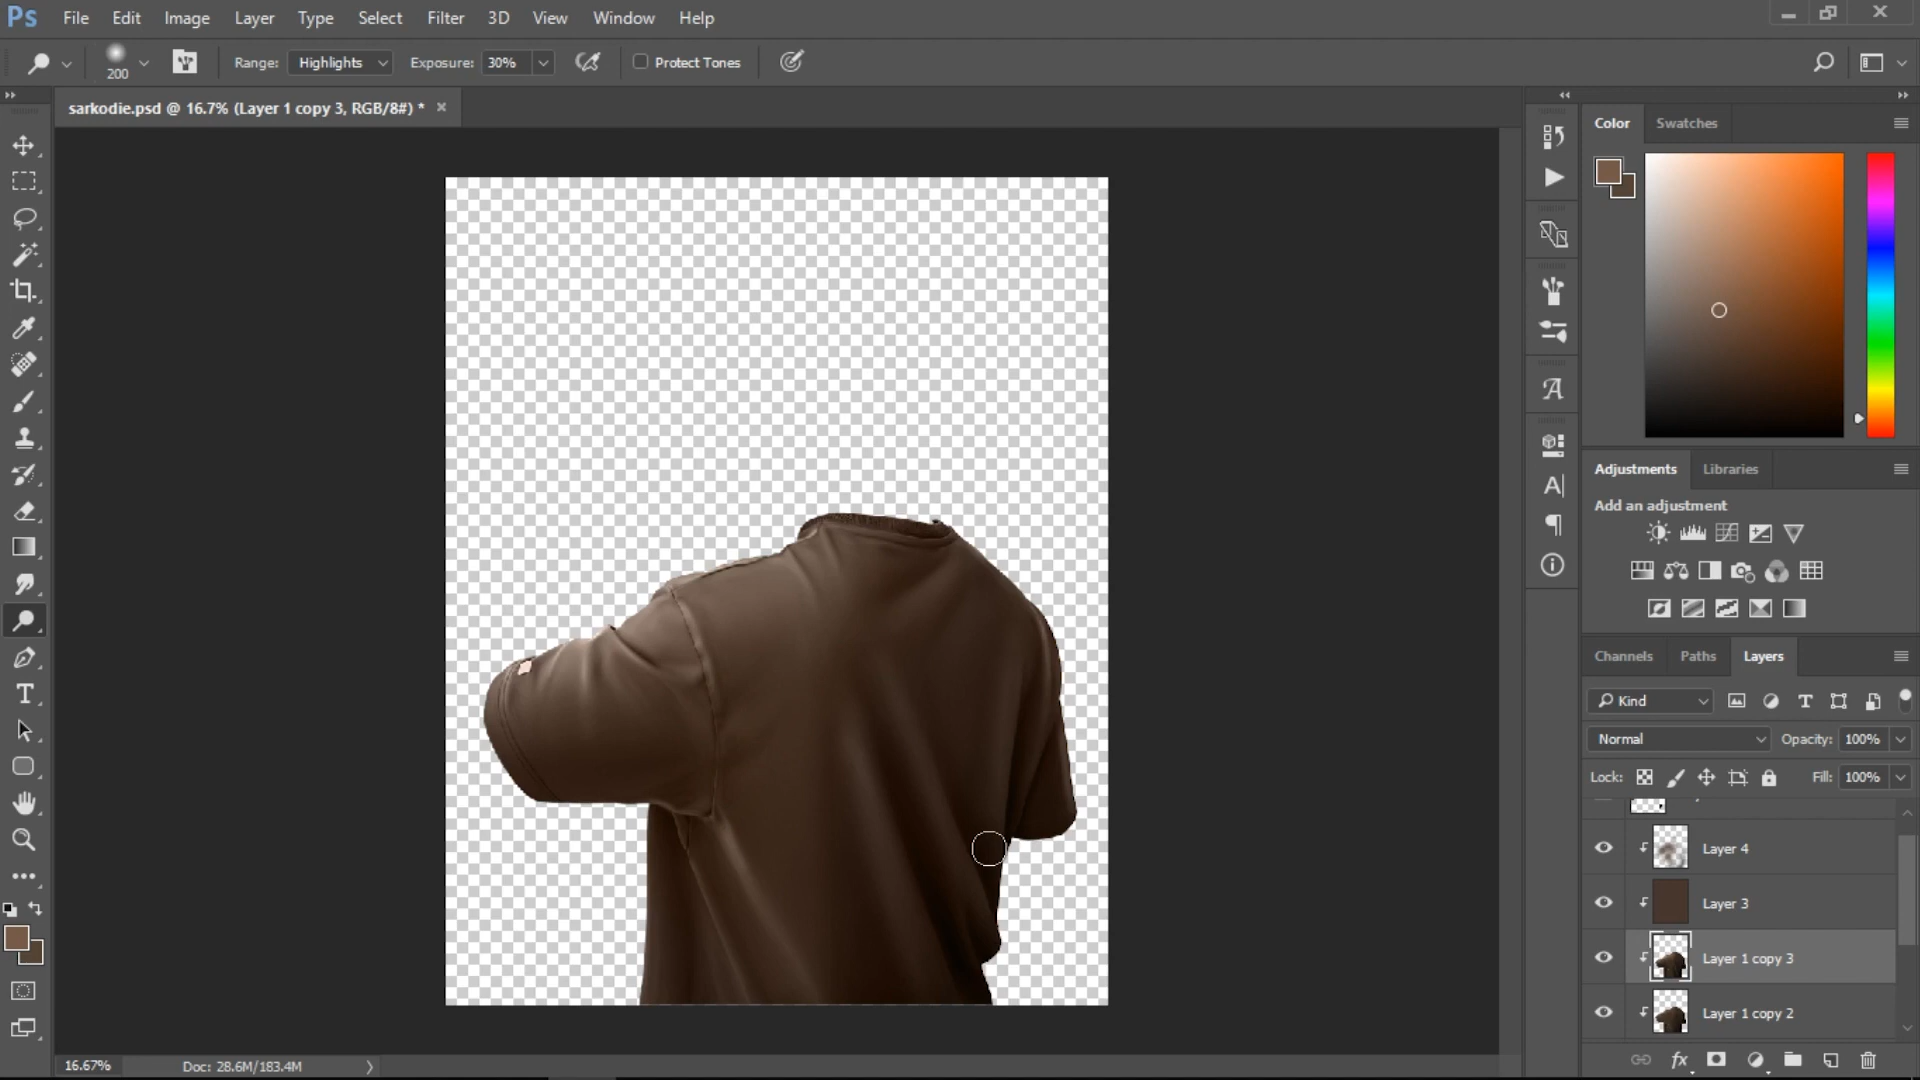 Ps File Edit Image Layer Type Select Filter 3D View Window Help
200 Range: Highlights Exposure: 30% Protect Tones
sarkodie.psd @ 16.7% (Layer 1 copy 3, RGB/8#) * ×
Color Swatches
Adjustments Libraries
Add an adjustment
Channels Paths Layers
Kind
Normal Opacity: 100%
Lock: Fill: 100%
Layer 4
Layer 3
Layer 1 copy 3
Layer 1 copy 2
16.67% Doc: 28.6M/183.4M